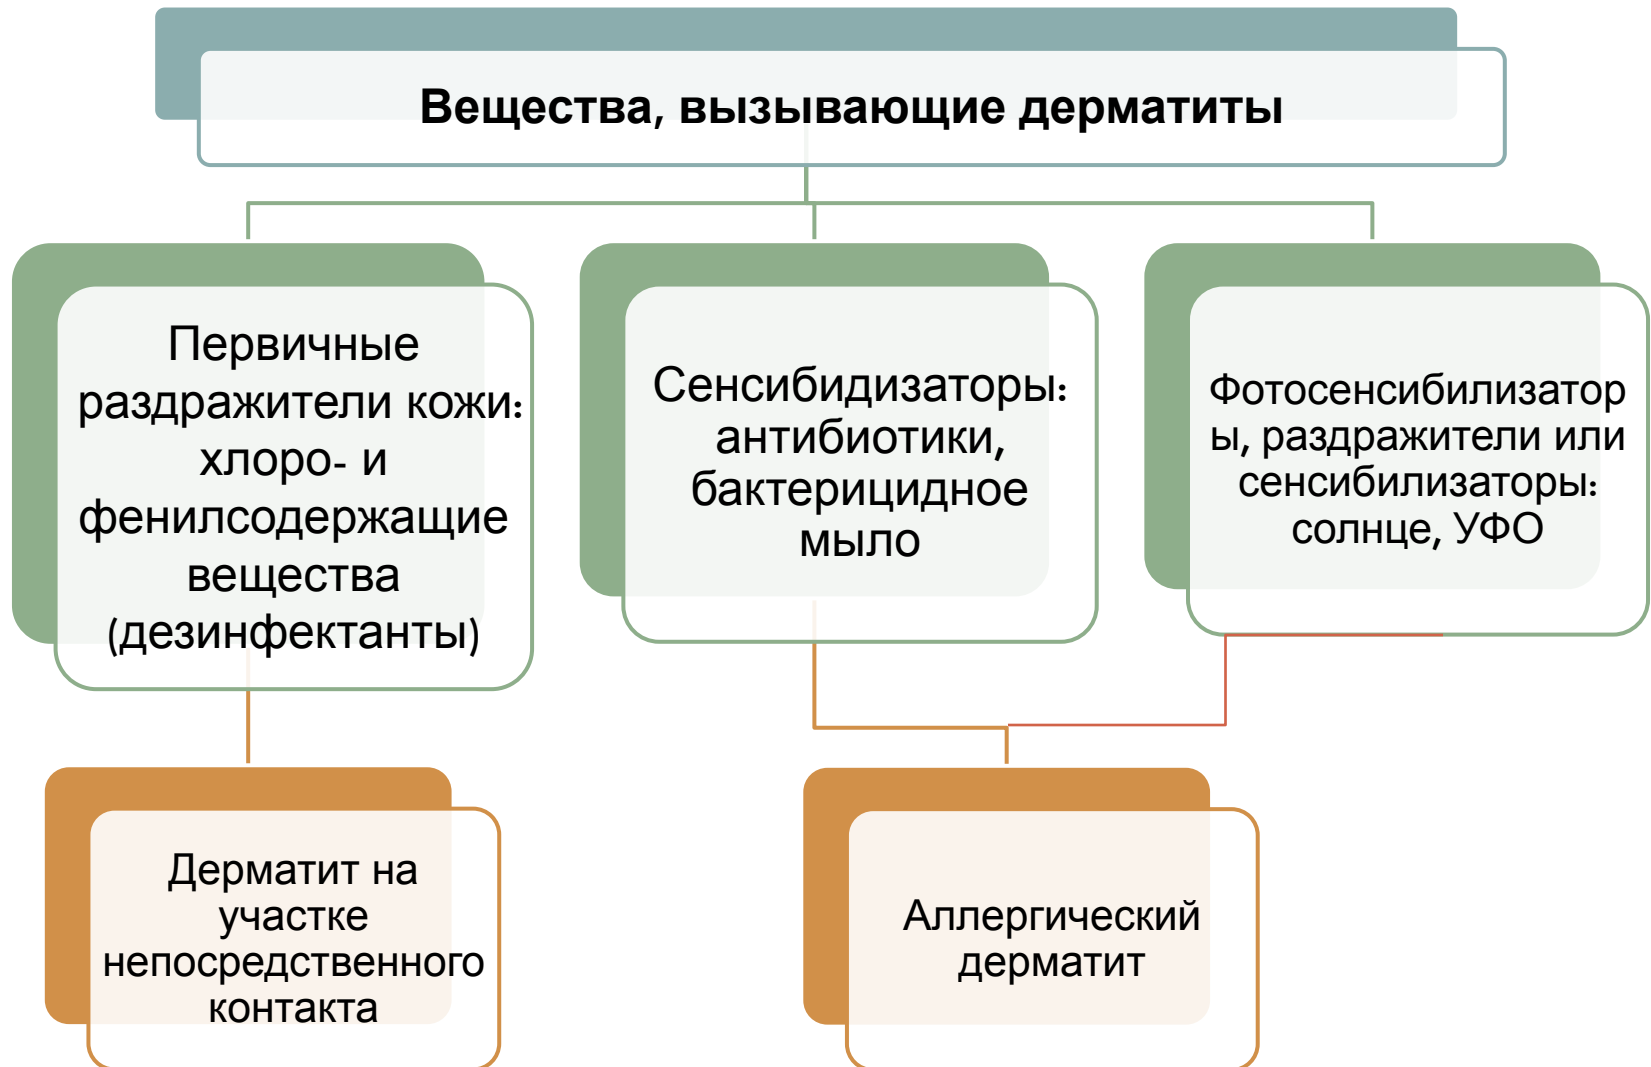 Вещества, вызывающие дерматиты
Первичные
раздражители кожи:
хлоро- и
фенилсодержащие
вещества
(дезинфектанты)
Сенсибидизаторы:
антибиотики,
бактерицидное
мыло
Фотосенсибилизатор
ы, раздражители или
сенсибилизаторы:
солнце, УФО
Дерматит на
участке
непосредственного
контакта
Аллергический
дерматит